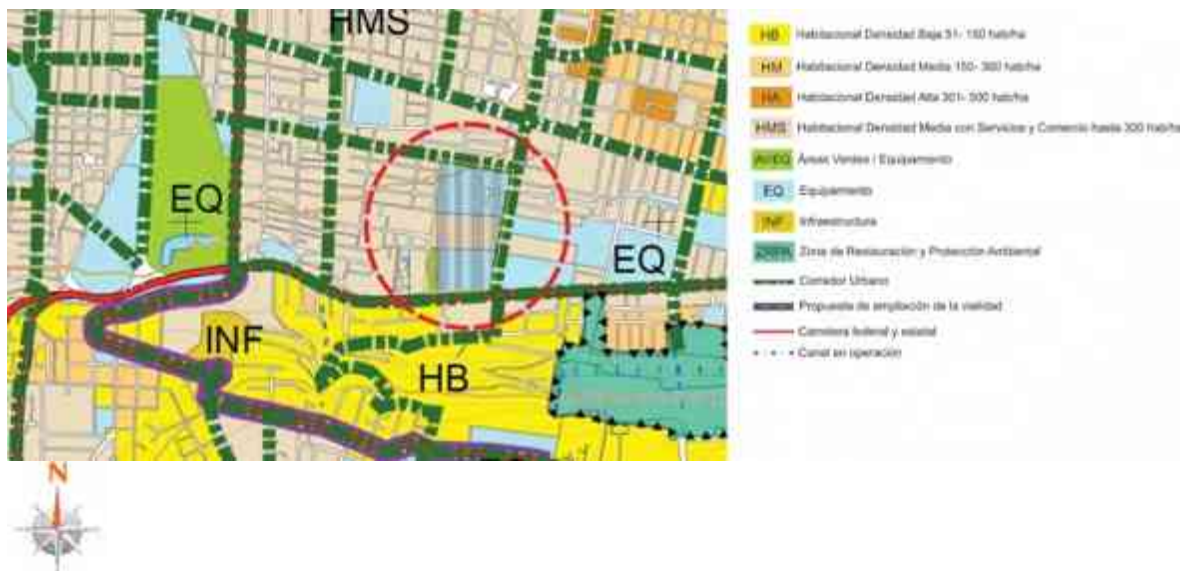 HMS
EQ
EQ
INF
HB
HB Habitacional Densidad Baja 51- 150 hab/ha
HM Habitacional Densidad Media 150- 300 hab/ha
HA Habitacional Densidad Alta 301- 500 hab/ha
HMS Habitacional Densidad Media con Servicios y Comercio hasta 300 hab/ha
AV/EQ Áreas Verdes / Equipamento
EQ Equipamento
INF Infraestructura
ZRPA Zona de Restauración y Protección Ambiental
Corredor Urbano
Propuesta de ampliación de la vialidad
Carretera federal y estatal
Canal en operación
N